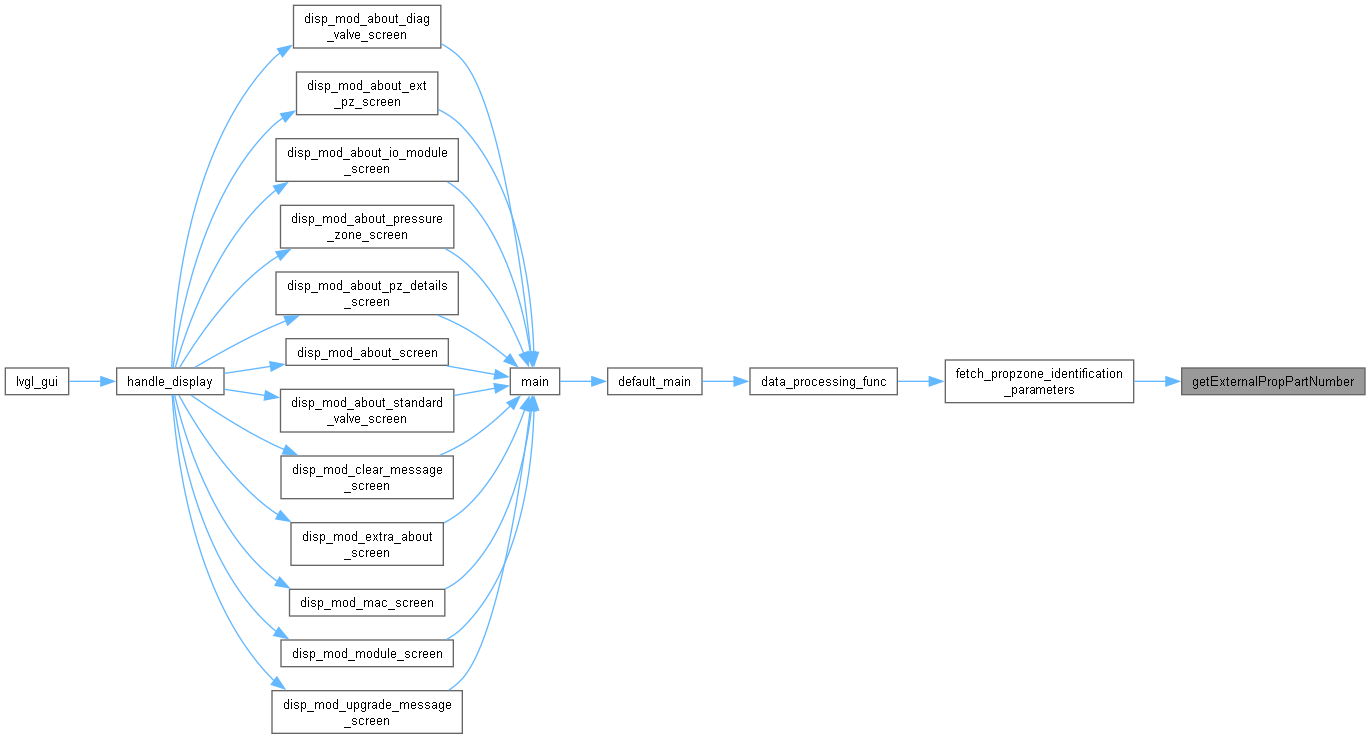 disp_mod_about_diag
_valve_screen
disp_mod_about_ext
_pz_screen
disp_mod_about_io_module
_screen
disp_mod_about_pressure
_zone_screen
disp_mod_about_pz_details
_screen
lvgl_gui
handle_display
disp_mod_about_screen
disp_mod_about_standard
_valve_screen
disp_mod_clear_message
_screen
disp_mod_extra_about
_screen
disp_mod_mac_screen
disp_mod_module_screen
disp_mod_upgrade_message
_screen
main
default_main
data_processing_func
fetch_propzone_identification
_parameters
getExternalPropPartNumber